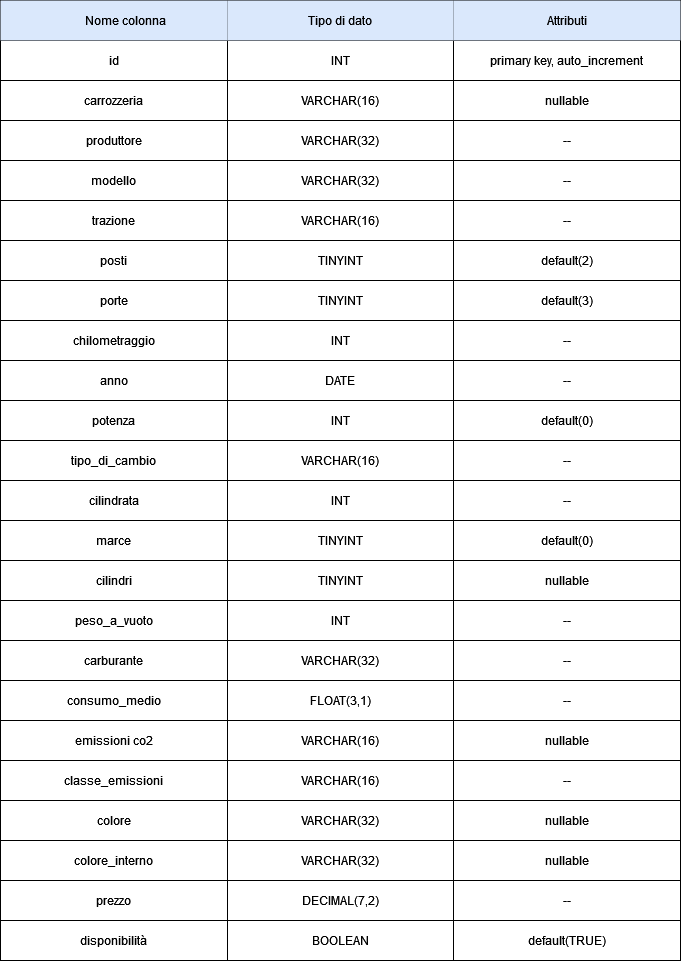 Nome colonna Tipo di dato Attributi
id INT primary key, auto_increment
carrozzeria VARCHAR(16) nullable
produttore VARCHAR(32) --
modello VARCHAR(32) --
trazione VARCHAR(16) --
posti TINYINT default(2)
porte TINYINT default(3)
chilometraggio INT --
anno DATE --
potenza INT default(0)
tipo_di_cambio VARCHAR(16) --
cilindrata INT --
marce TINYINT default(0)
cilindri TINYINT nullable
peso_a_vuoto INT --
carburante VARCHAR(32) --
consumo_medio FLOAT(3,1) --
emissioni co2 VARCHAR(16) nullable
classe_emissioni VARCHAR(16) --
colore VARCHAR(32) nullable
colore_interno VARCHAR(32) nullable
prezzo DECIMAL(7,2) --
disponibilità BOOLEAN default(TRUE)